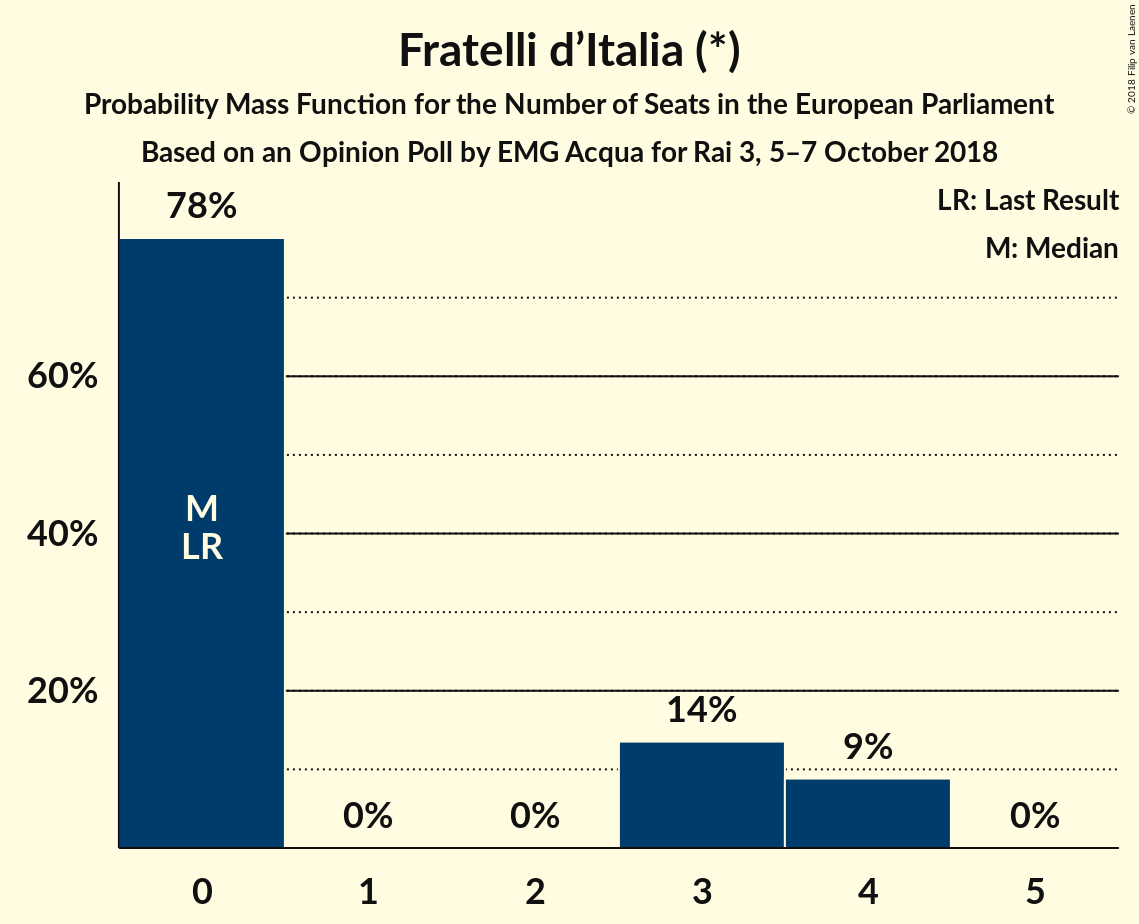 Fratelli d’Italia (*)
Probability Mass Function for the Number of Seats in the European Parliament
Based on an Opinion Poll by EMG Acqua for Rai 3, 5–7 October 2018
© 2018 Filip van Laenen
LR: Last Result
M: Median
78%
60%
40%
20%
M
LR
0%
0%
14%
9%
0%
0
1
2
3
4
5